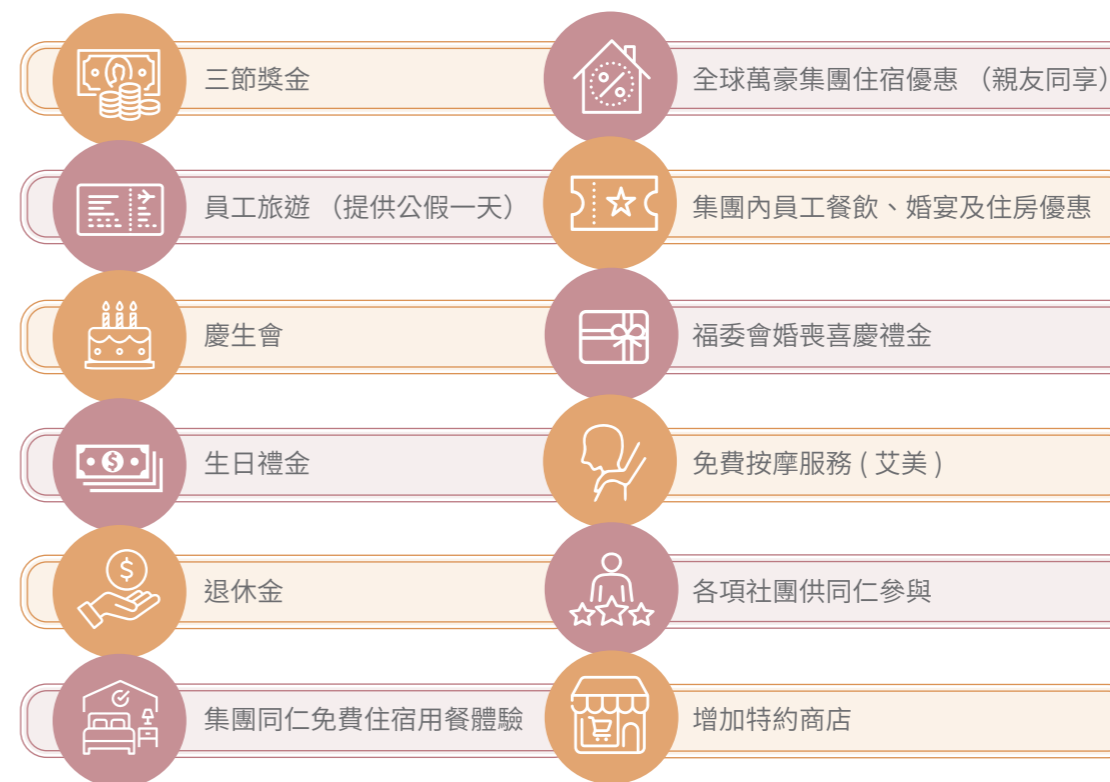 三節獎金
全球萬豪集團住宿優惠 （親友同享）
員工旅遊 （提供公假一天）
集團內員工餐飲、婚宴及住房優惠
慶生會
福委會婚喪喜慶禮金
生日禮金
免費按摩服務 ( 艾美 )
退休金
各項社團供同仁參與
集團同仁免費住宿用餐體驗
增加特約商店